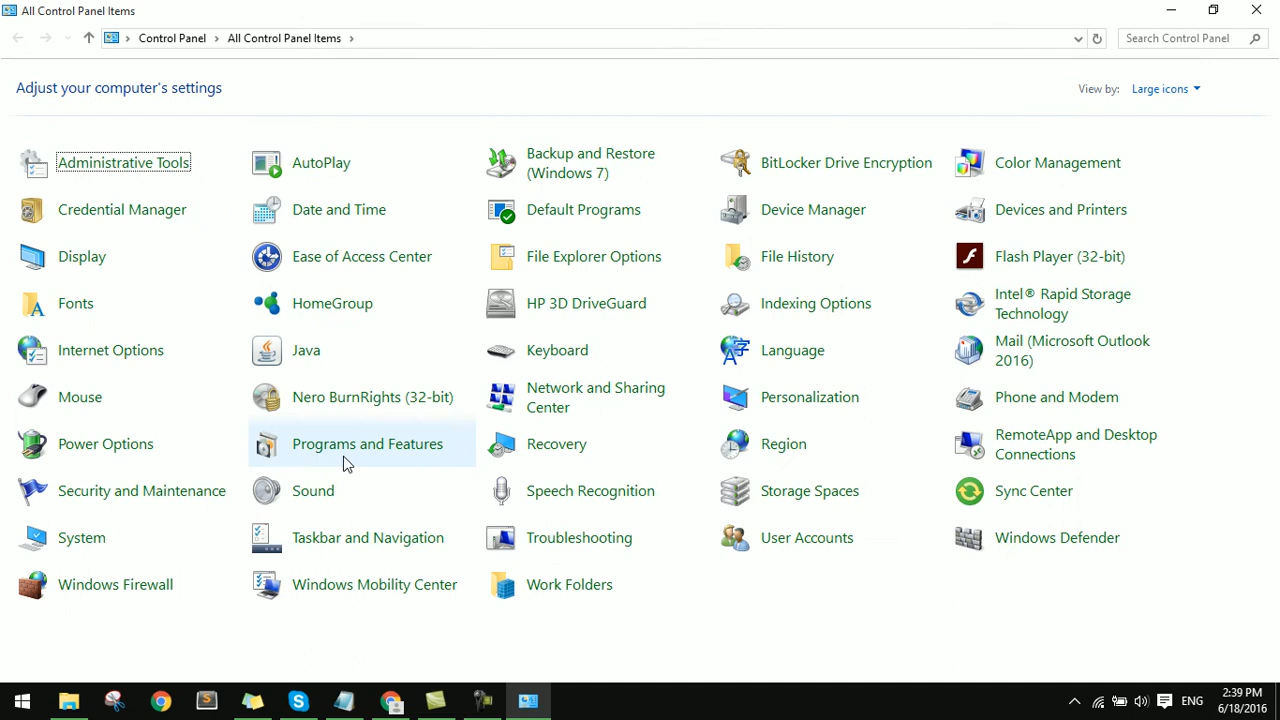 All Control Panel Items
Control Panel > All Control Panel Items >
Search Control Panel
Adjust your computer's settings
View by: Large icons
Administrative Tools
AutoPlay
Backup and Restore
(Windows 7)
BitLocker Drive Encryption
Color Management
Credential Manager
Date and Time
Default Programs
Device Manager
Devices and Printers
Display
Ease of Access Center
File Explorer Options
File History
Flash Player (32-bit)
Fonts
HomeGroup
HP 3D DriveGuard
Indexing Options
Intel® Rapid Storage
Technology
Internet Options
Java
Keyboard
Language
Mail (Microsoft Outlook
2016)
Mouse
Nero BurnRights (32-bit)
Network and Sharing
Center
Personalization
Phone and Modem
Power Options
Programs and Features
Recovery
Region
RemoteApp and Desktop
Connections
Security and Maintenance
Sound
Speech Recognition
Storage Spaces
Sync Center
System
Taskbar and Navigation
Troubleshooting
User Accounts
Windows Defender
Windows Firewall
Windows Mobility Center
Work Folders
ENG
2:39 PM
6/18/2016